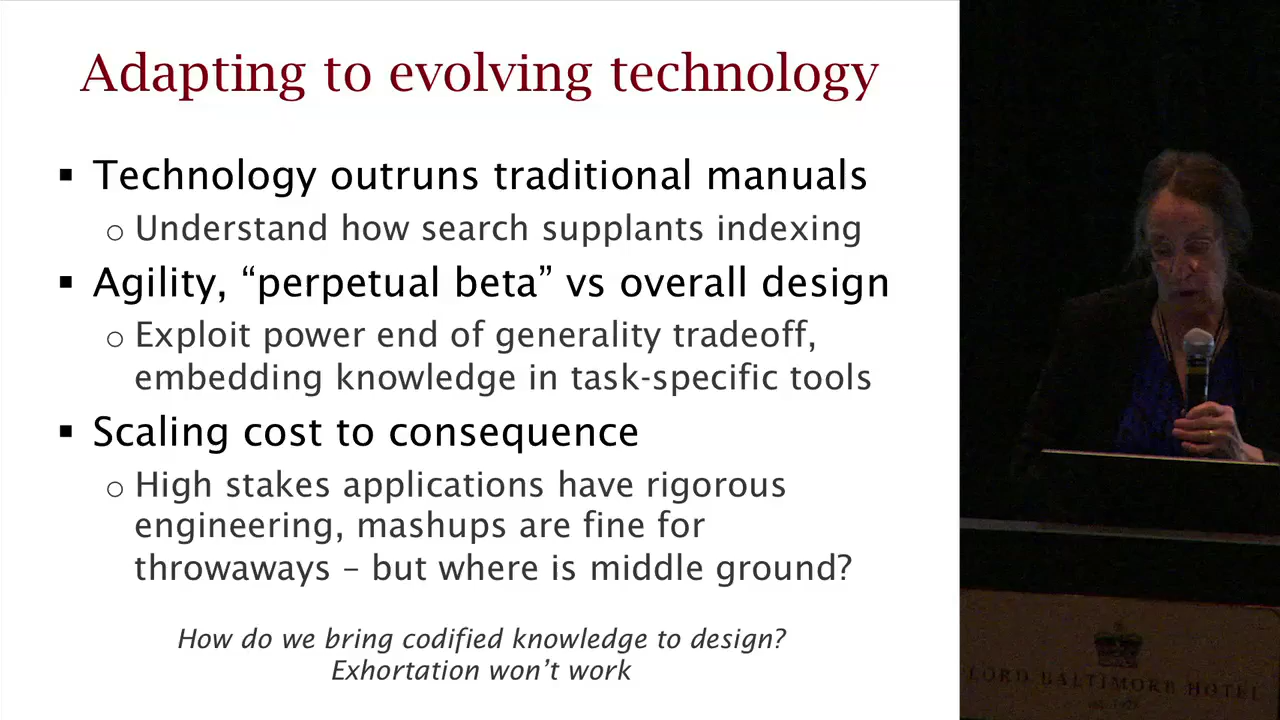 Adapting to evolving technology
▪ Technology outruns traditional manuals
o Understand how search supplants indexing
▪ Agility, “perpetual beta” vs overall design
o Exploit power end of generality tradeoff,
embedding knowledge in task-specific tools
▪ Scaling cost to consequence
o High stakes applications have rigorous
engineering, mashups are fine for
throwaways – but where is middle ground?
How do we bring codified knowledge to design?
Exhortation won’t work
LORD BALTIMORE HOTEL